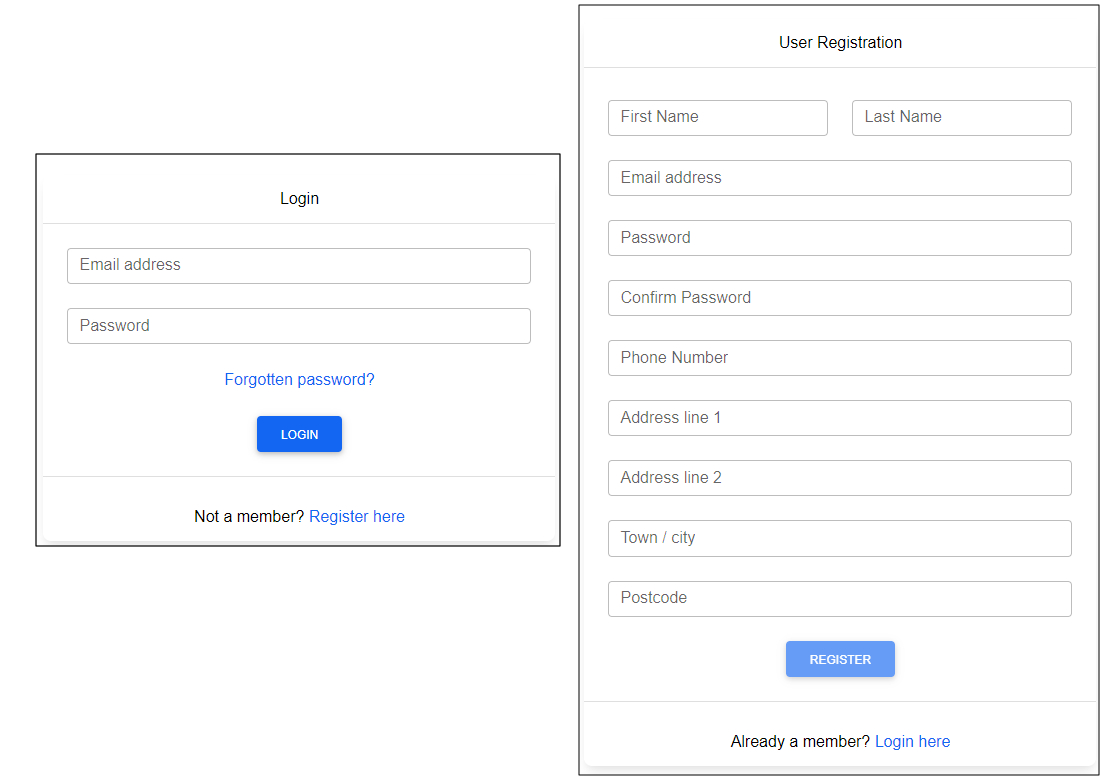 Login
Email address
Password
Forgotten password?
LOGIN
Not a member? Register here
User Registration
First Name Last Name
Email address
Password
Confirm Password
Phone Number
Address line 1
Address line 2
Town / city
Postcode
REGISTER
Already a member? Login here